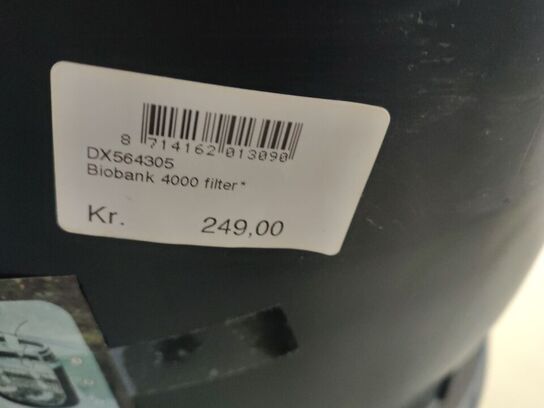 8 714162 013090
DX564305
Biobank 4000 filter*
Kr. 249,00